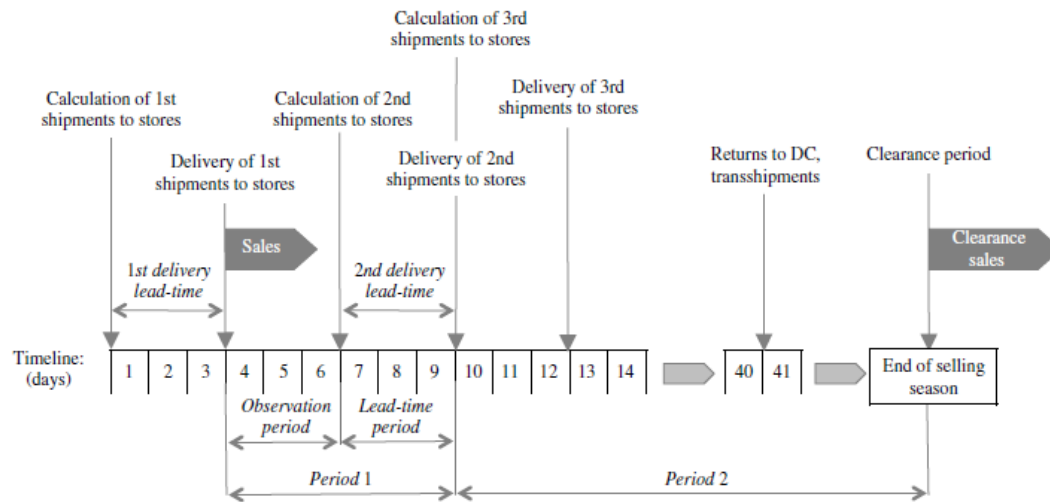 Calculation of 3rd
shipments to stores
Calculation of 1st
shipments to stores
Calculation of 2nd
shipments to stores
Delivery of 3rd
shipments to stores
Delivery of 1st
shipments to stores
Delivery of 2nd
shipments to stores
Returns to DC,
transshipments
Clearance period
Sales
Clearance
sales
1st delivery
lead-time
2nd delivery
lead-time
Timeline:
(days)
1 2 3 4 5 6 7 8 9 10 11 12 13 14 40 41
End of selling
season
Observation
period
Lead-time
period
Period 1
Period 2